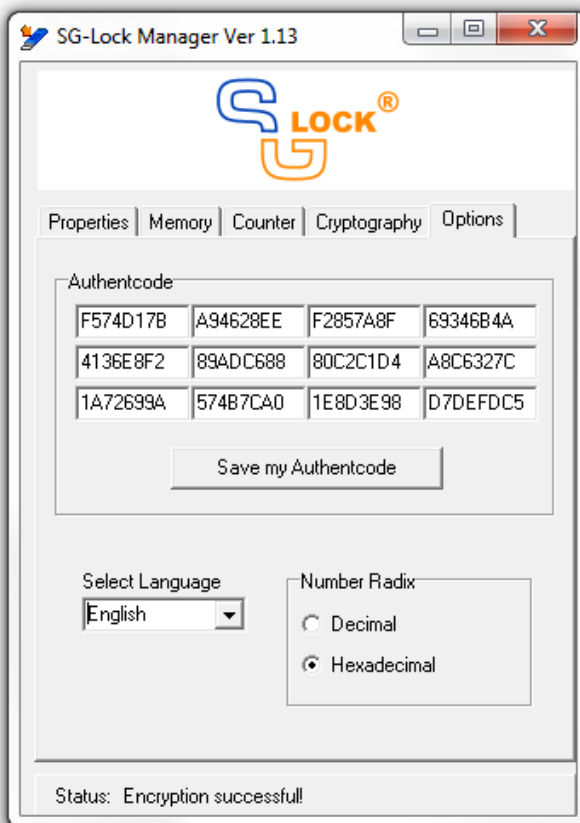 SG-Lock Manager Ver 1.13
SG LOCK®
Properties Memory Counter Cryptography Options
Authentcode
F574D17B A94628EE F2857A8F 69346B4A
4136E8F2 89ADC688 80C2C1D4 A8C6327C
1A72699A 574B7CA0 1E8D3E98 D7DEFDC5
Save my Authentcode
Select Language
English
Number Radix
Decimal
Hexadecimal
Status: Encryption successful!